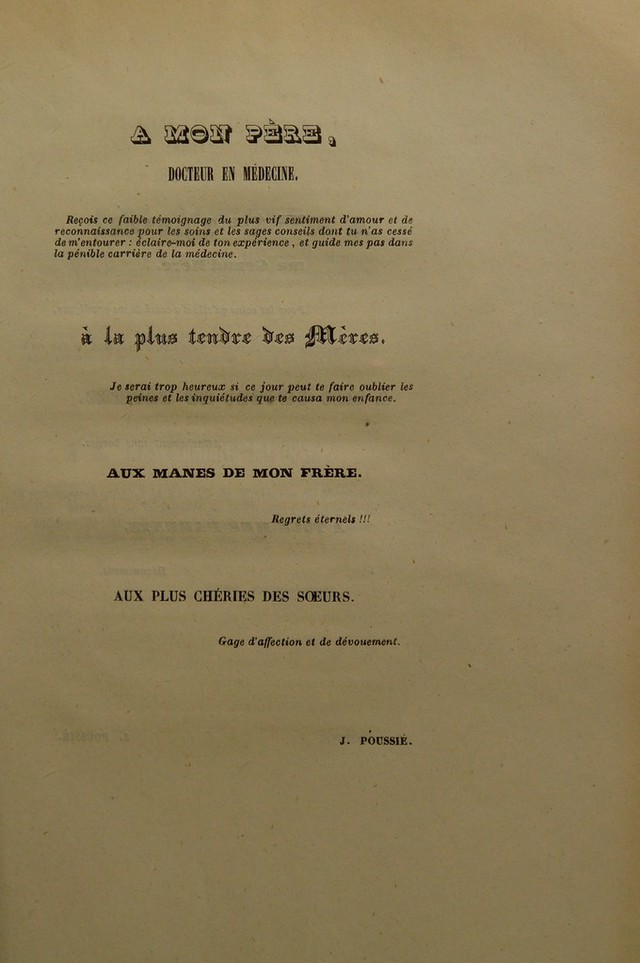 A MON PÈRE,
DOCTEUR EN MÉDECINE.
Reçois ce faible témoignage du plus vif sentiment d'amour et de
reconnaissance pour les soins et les sages conseils dont tu n'as cessé
de m'entourer : éclaire-moi de ton expérience, et guide mes pas dans
la pénible carrière de la médecine.
à la plus tendre des Mères.
Je serai trop heureux si ce jour peut te faire oublier les
peines et les inquiétudes que te causa mon enfance.
AUX MANES DE MON FRÈRE.
Regrets éternels !!!
AUX PLUS CHÉRIES DES SŒURS.
Gage d'affection et de dévouement.
J. POUSSIÉ.